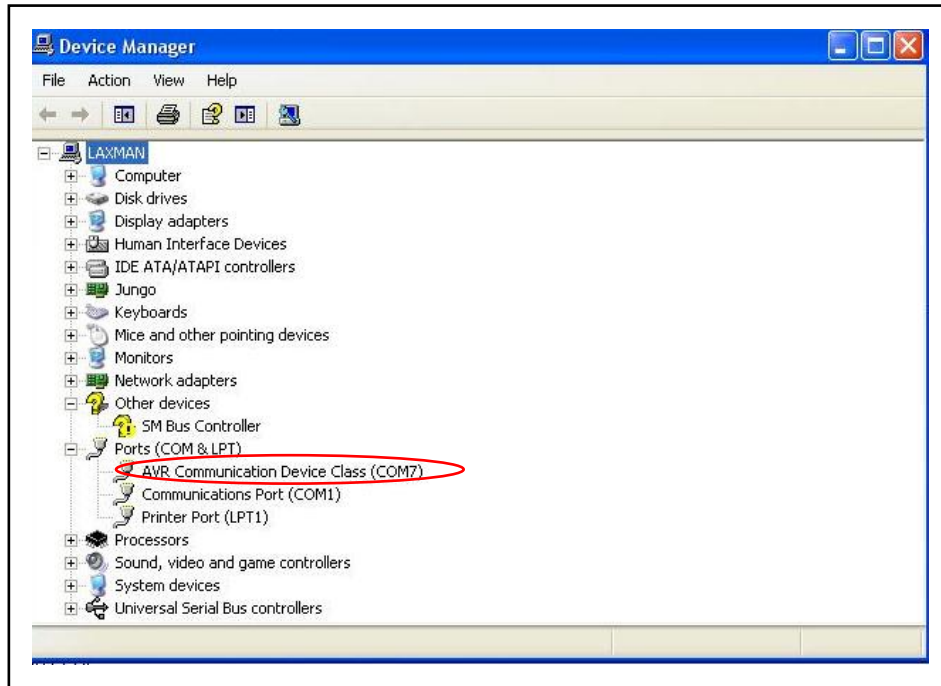 Device Manager
File Action View Help
LAXMAN
Computer
Disk drives
Display adapters
Human Interface Devices
IDE ATA/ATAPI controllers
Jungo
Keyboards
Mice and other pointing devices
Monitors
Network adapters
Other devices
SM Bus Controller
Ports (COM & LPT)
AVR Communication Device Class (COM7)
Communications Port (COM1)
Printer Port (LPT1)
Processors
Sound, video and game controllers
System devices
Universal Serial Bus controllers